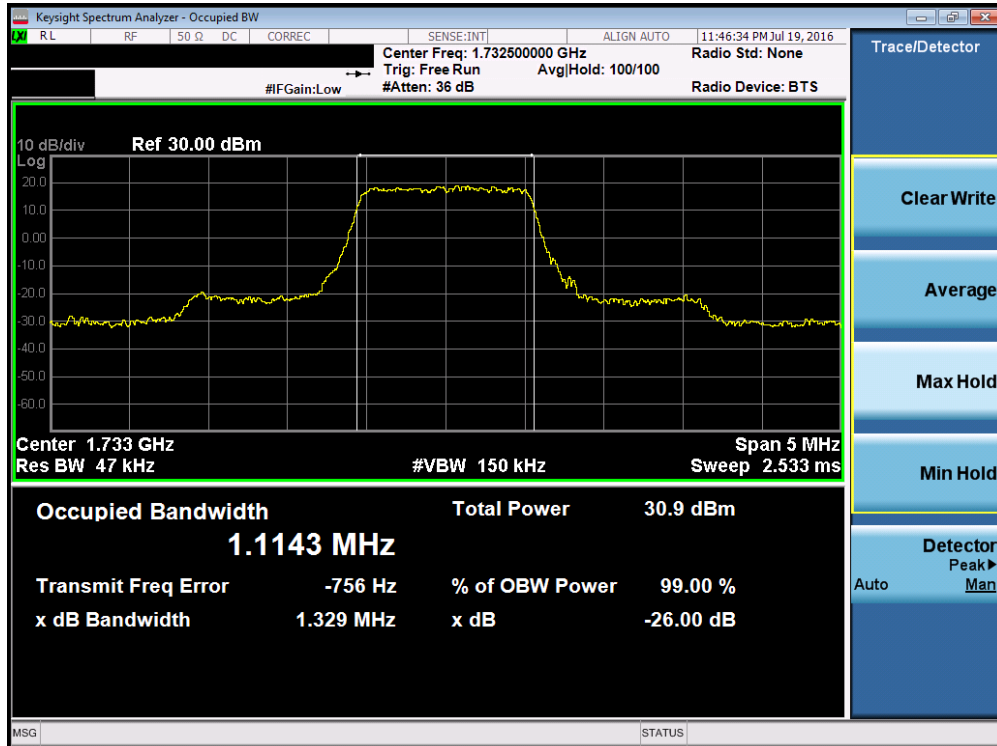 Keysight Spectrum Analyzer - Occupied BW
LXI RL RF 50 Ω DC CORREC SENSE:INT ALIGN AUTO 11:46:34 PM Jul 19, 2016
Center Freq: 1.732500000 GHz Radio Std: None
Trig: Free Run Avg|Hold: 100/100
#IFGain:Low #Atten: 36 dB Radio Device: BTS
Trace/Detector
10 dB/div Ref 30.00 dBm
Log
20.0
10.0
0.00
-10.0
-20.0
-30.0
-40.0
-50.0
-60.0
Center 1.733 GHz Span 5 MHz
Res BW 47 kHz #VBW 150 kHz Sweep 2.533 ms
Occupied Bandwidth Total Power 30.9 dBm
1.1143 MHz
Transmit Freq Error -756 Hz % of OBW Power 99.00 %
x dB Bandwidth 1.329 MHz x dB -26.00 dB
Clear Write
Average
Max Hold
Min Hold
Detector
Peak▶
Auto Man
MSG STATUS